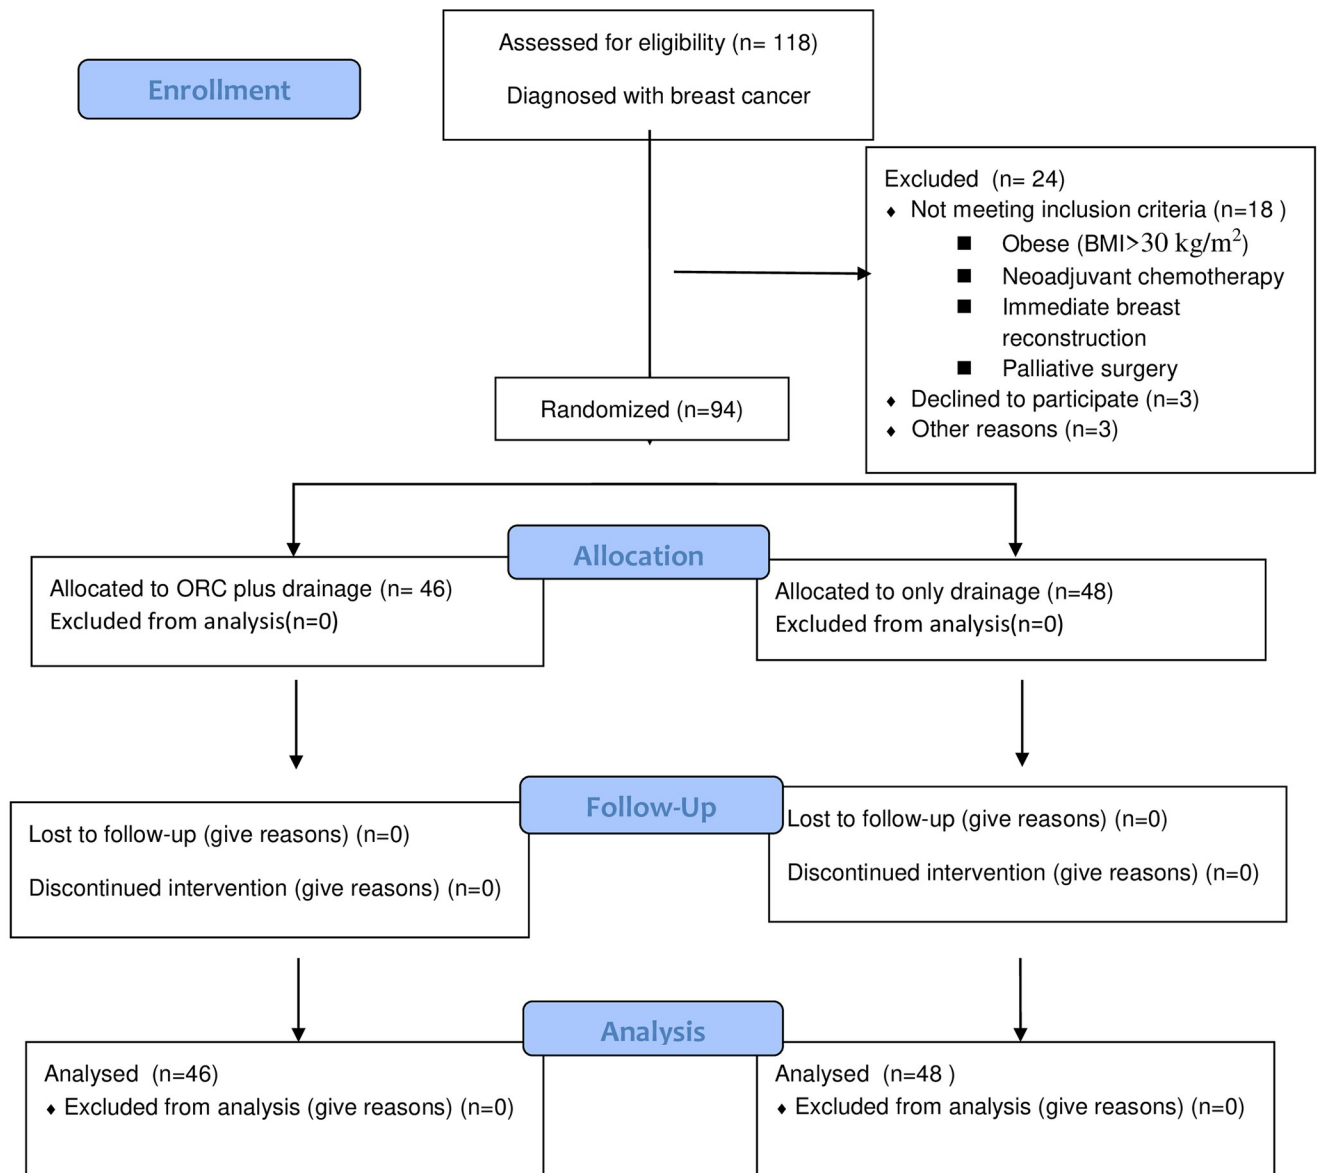 Assessed for eligibility (n= 118)
Diagnosed with breast cancer
Enrollment
Excluded  (n= 24)
♦ Not meeting inclusion criteria (n=18 )
■ Obese (BMI>30 kg/m²)
■ Neoadjuvant chemotherapy
■ Immediate breast
reconstruction
■ Palliative surgery
♦ Declined to participate (n=3)
♦ Other reasons (n=3)
Randomized (n=94)
Allocation
Allocated to ORC plus drainage (n= 46)
Excluded from analysis(n=0)
Allocated to only drainage (n=48)
Excluded from analysis(n=0)
Follow-Up
Lost to follow-up (give reasons) (n=0)
Discontinued intervention (give reasons) (n=0)
Lost to follow-up (give reasons) (n=0)
Discontinued intervention (give reasons) (n=0)
Analysis
Analysed  (n=46)
♦ Excluded from analysis (give reasons) (n=0)
Analysed  (n=48 )
♦ Excluded from analysis (give reasons) (n=0)